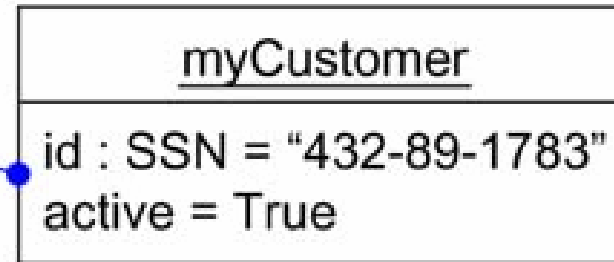 myCustomer
id : SSN = “432-89-1783”
active = True